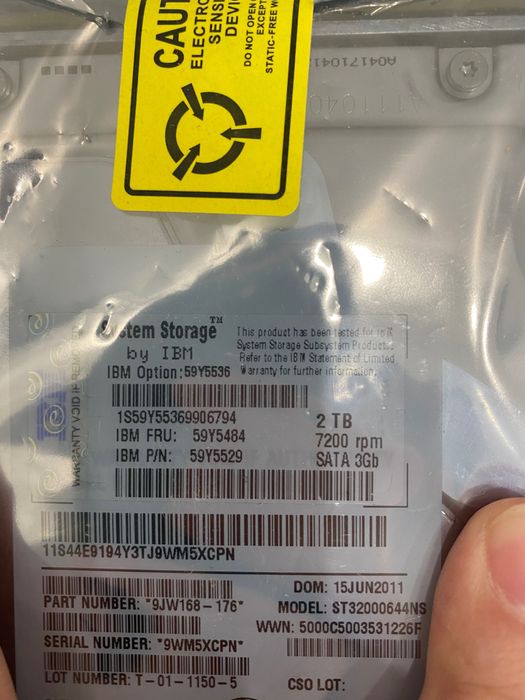 CAUT
ELECTRO
SENSI
DEVI
DO NOT OPEN
EXCEPT
STATIC-FREE W
System Storage™
by IBM
IBM Option:59Y5536
This product has been tested for IBM
System Storage Subsystem Products
Refer to the IBM Statement of Limited
Warranty for further information.
1S59Y55369906794
IBM FRU: 59Y5484
IBM P/N: 59Y5529
2 TB
7200 rpm
SATA 3Gb
WARRANTY VOID IF REMOVED
11S44E9194Y3TJ9WM5XCPN
DOM: 15JUN2011
PART NUMBER: "9JW168-176"
MODEL: ST32000644NS
WWN: 5000C5003531226F
SERIAL NUMBER: "9WM5XCPN"
LOT NUMBER: T-01-1150-5
CSO LOT: